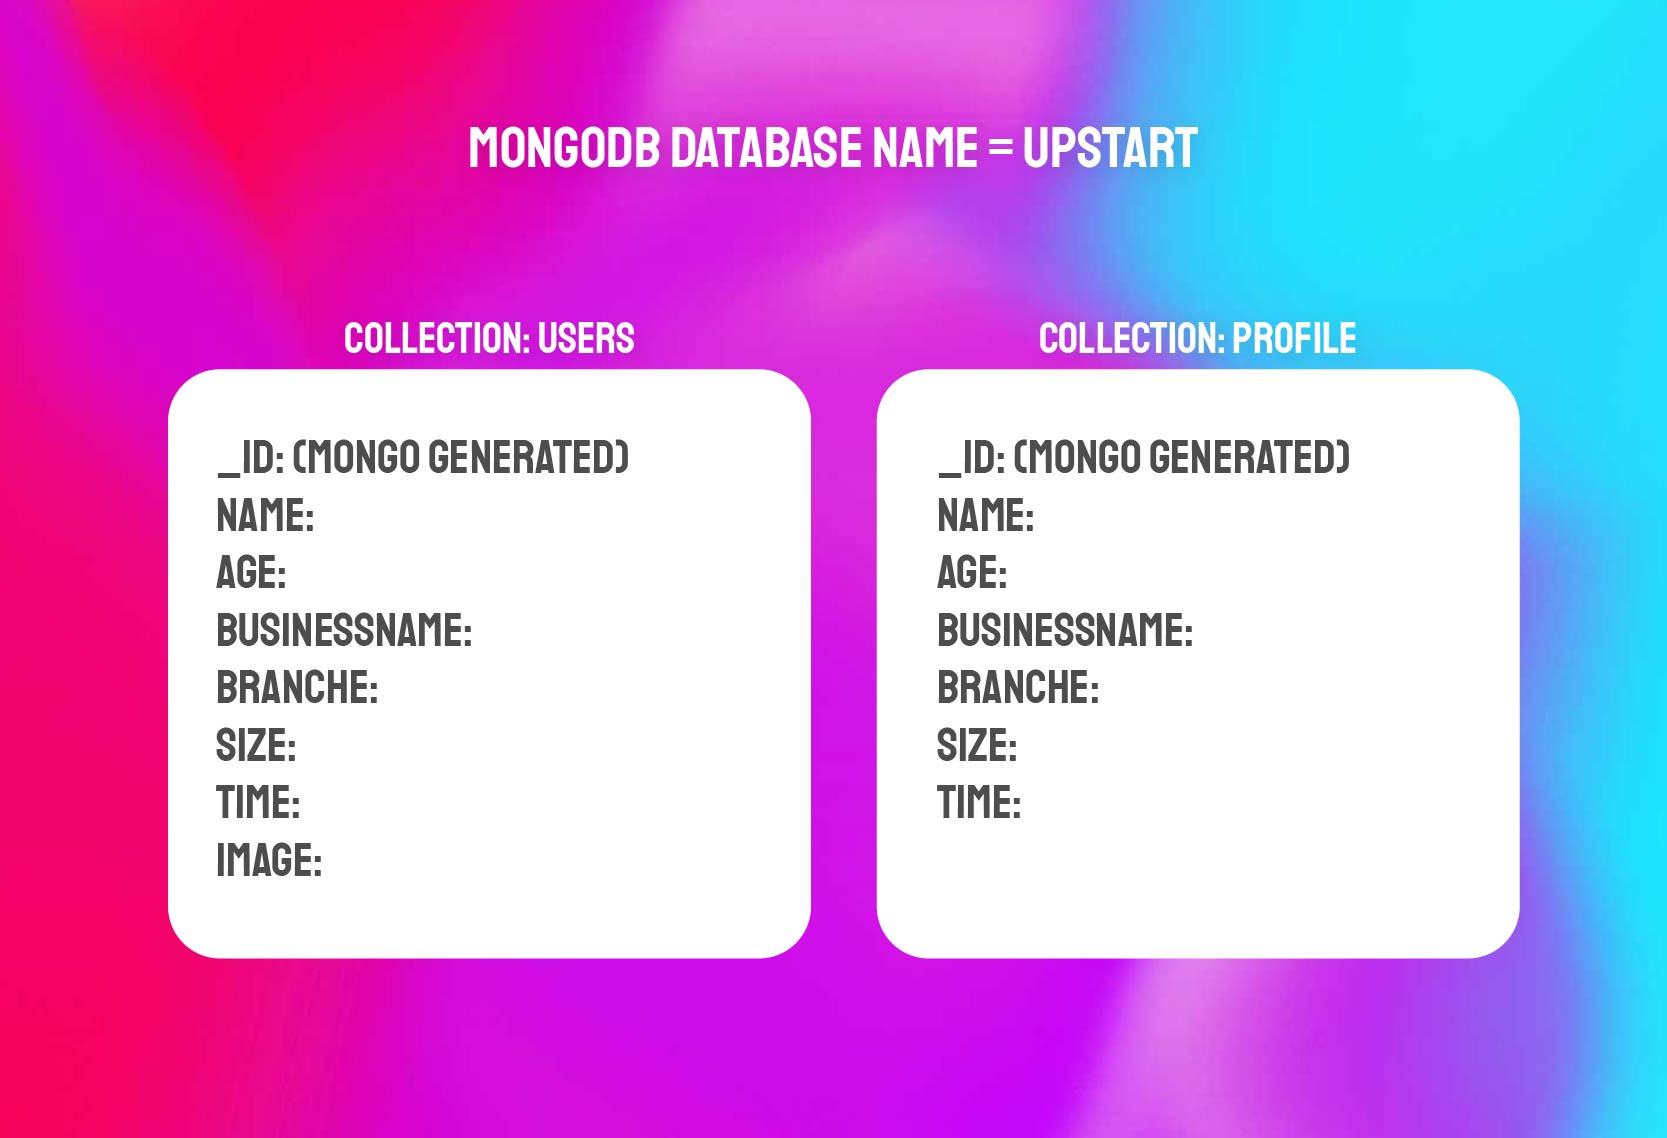 MONGODB DATABASE NAME = UPSTART
COLLECTION: USERS
_ID: (MONGO GENERATED)
NAME:
AGE:
BUSINESSNAME:
BRANCHE:
SIZE:
TIME:
IMAGE:
COLLECTION: PROFILE
_ID: (MONGO GENERATED)
NAME:
AGE:
BUSINESSNAME:
BRANCHE:
SIZE:
TIME: